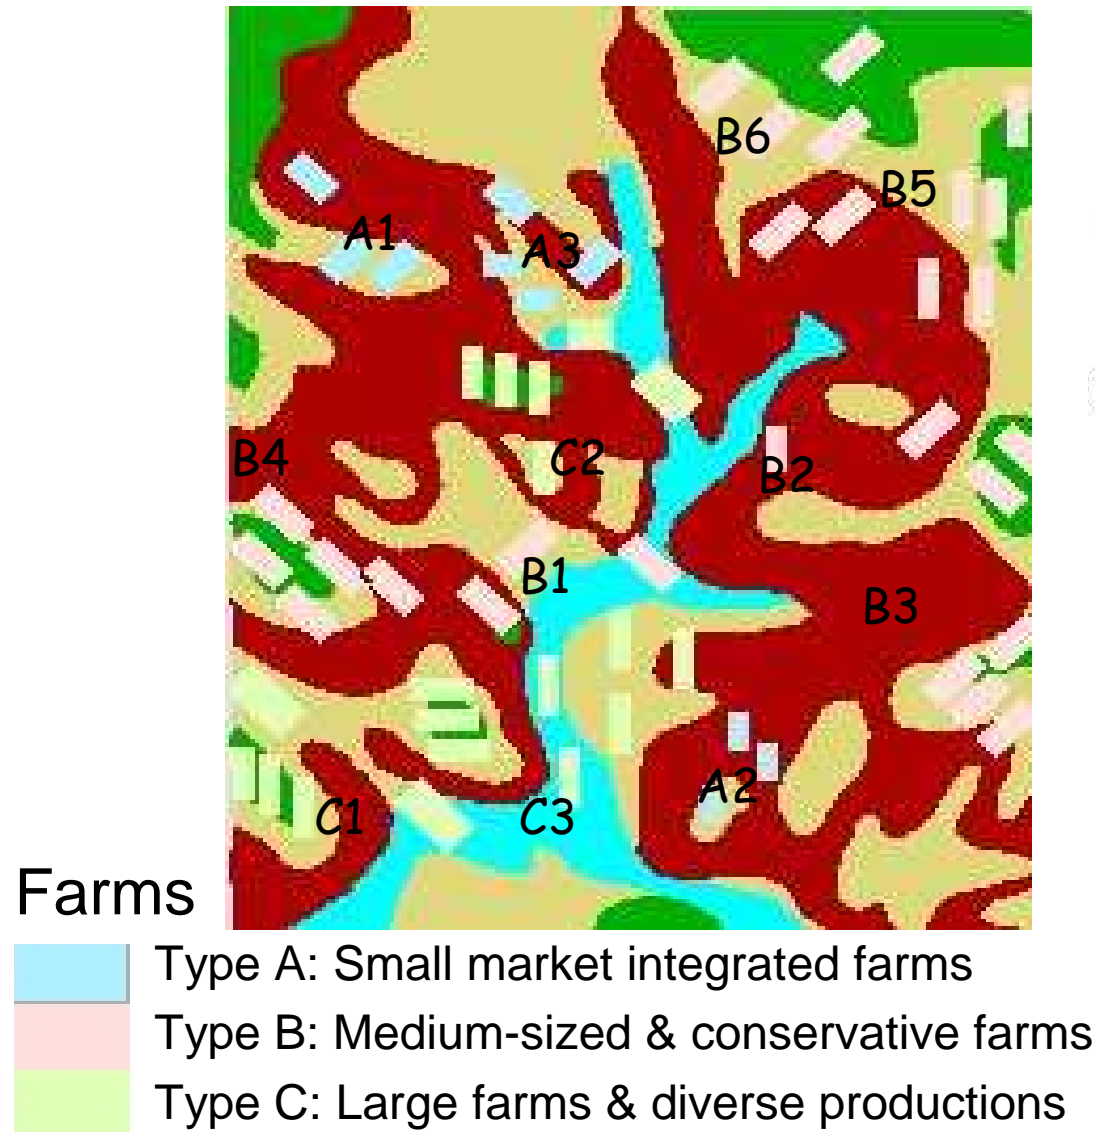 B6
B5
A1
A3
B4
C2
B2
B1
B3
A2
C1
C3
Farms
Type A: Small market integrated farms
Type B: Medium-sized & conservative farms
Type C: Large farms & diverse productions